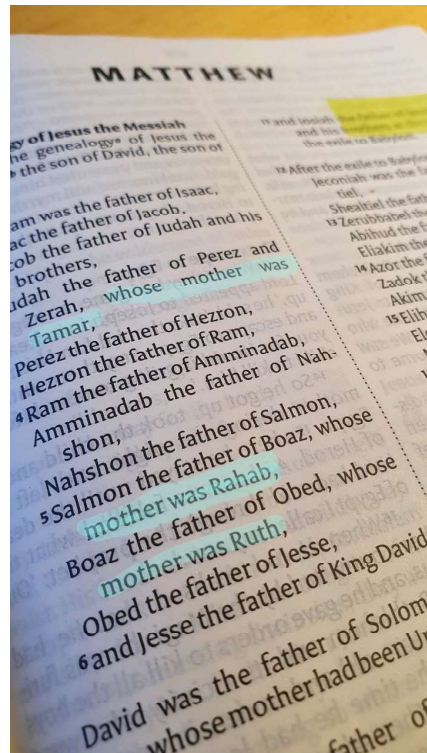 MATTHEW
gy of Jesus the Messiah
he genealogy of Jesus the
the son of David, the son of
am was the father of Isaac,
ac the father of Jacob,
cob the father of Judah and his
brothers,
udah the father of Perez and
Zerah, whose mother was
Tamar,
Perez the father of Hezron,
Hezron the father of Ram,
4 Ram the father of Amminadab,
Amminadab the father of Nah-
shon,
Nahshon the father of Salmon,
5 Salmon the father of Boaz, whose
mother was Rahab,
Boaz the father of Obed, whose
mother was Ruth,
Obed the father of Jesse,
6 and Jesse the father of King David
David was the father of Solom
whose mother had been Ur
father of
11 and Josiah the father of
and his brothers
the exile to Babylon.
12 After the exile to Babylon
Jeconiah was the fa
tiel,
Shealtiel the fath
13 Zerubbabel the
Abihud the f
Eliakim the
14 Azor the f
Zadok t
Akim
15 Elih
Ele